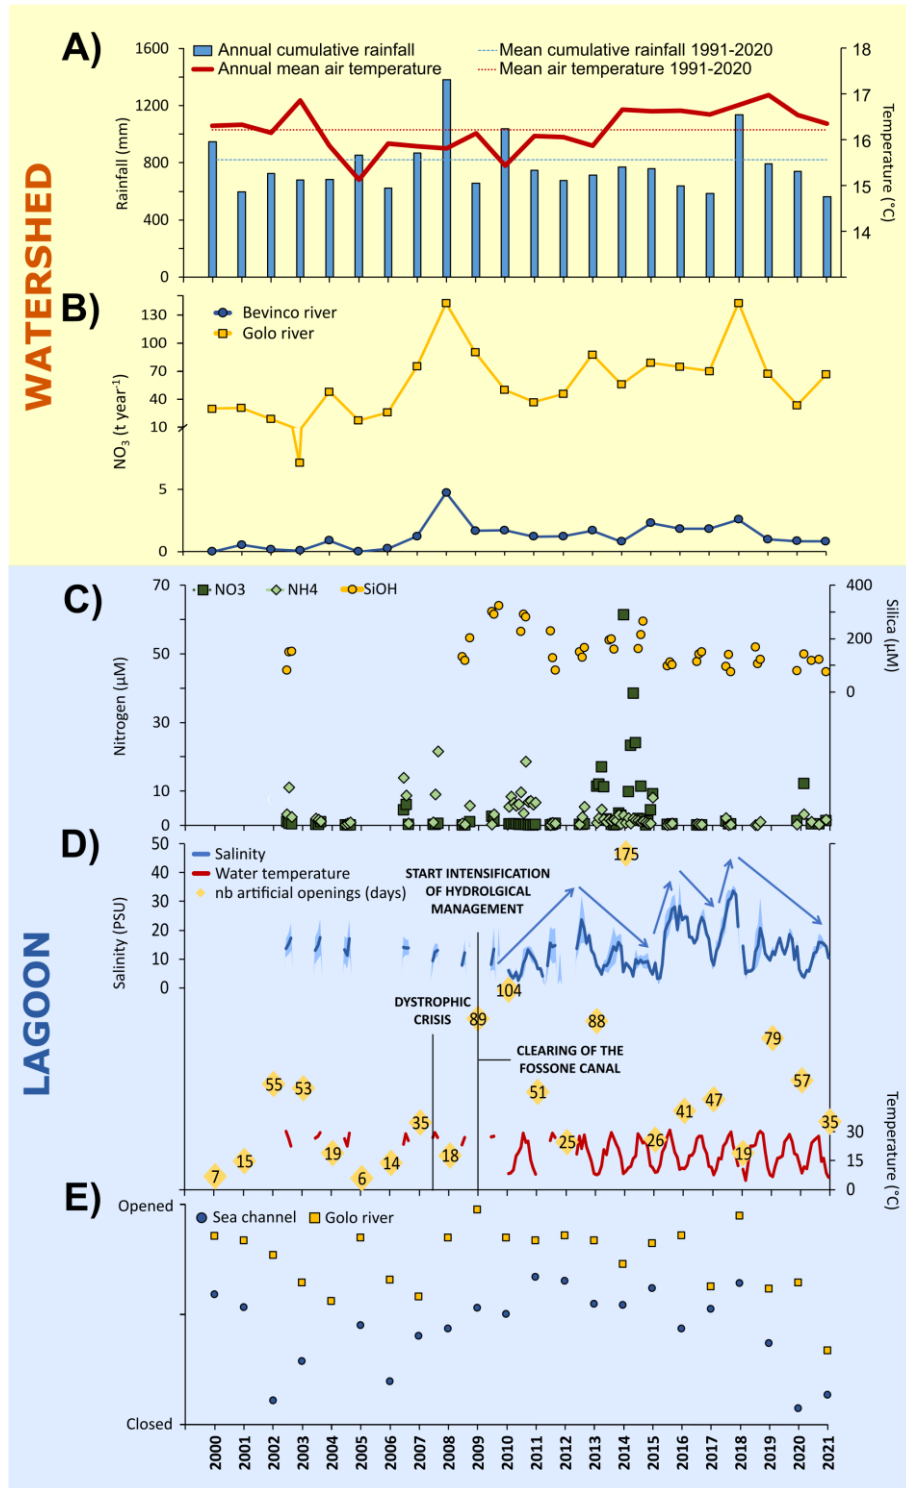 A)
1600
1200
800
400
0
Rainfall (mm)
Annual cumulative rainfall
Mean cumulative rainfall 1991-2020
Annual mean air temperature
Mean air temperature 1991-2020
18
17
16
15
14
Temperature (°C)
WATERSHED
B)
130
100
70
40
10
5
0
NO3 (t year-1)
Bevinco river
Golo river
C)
70
50
30
10
0
Nitrogen (µM)
NO3
NH4
SiOH
400
200
0
Silica (µM)
LAGOON
D)
50
40
30
20
10
0
Salinity (PSU)
Salinity
Water temperature
nb artificial openings (days)
START INTENSIFICATION
OF HYDROLGICAL
MANAGEMENT
DYSTROPHIC
CRISIS
CLEARING OF THE
FOSSONE CANAL
7
15
55
53
19
6
14
35
18
89
104
51
25
88
175
26
41
47
19
79
57
35
30
15
0
Temperature (°C)
E)
Opened
Closed
Sea channel
Golo river
2000
2001
2002
2003
2004
2005
2006
2007
2008
2009
2010
2011
2012
2013
2014
2015
2016
2017
2018
2019
2020
2021